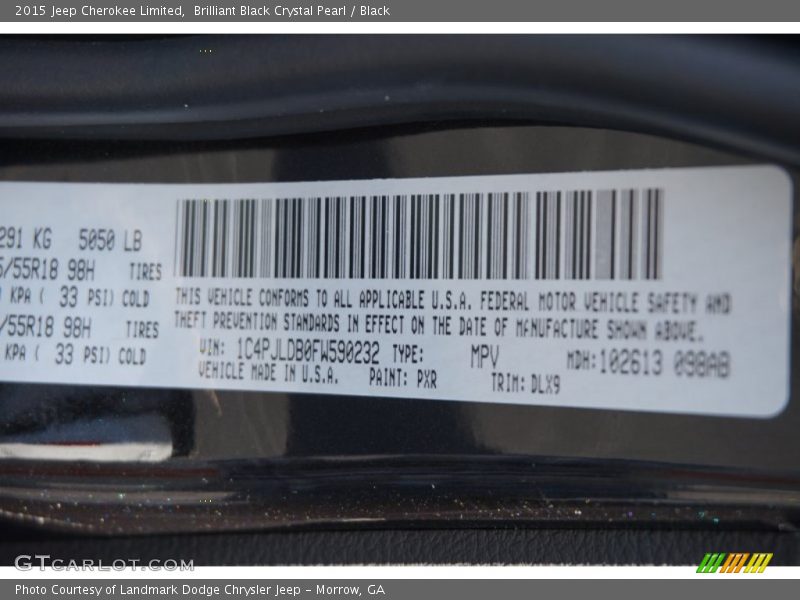 2015 Jeep Cherokee Limited,  Brilliant Black Crystal Pearl / Black
291 KG 5050 LB
/55R18 98H TIRES
KPA ( 33 PSI) COLD
/55R18 98H TIRES
KPA ( 33 PSI) COLD
THIS VEHICLE CONFORMS TO ALL APPLICABLE U.S.A. FEDERAL MOTOR VEHICLE SAFETY AND
THEFT PREVENTION STANDARDS IN EFFECT ON THE DATE OF MANUFACTURE SHOWN ABOVE.
VIN: 1C4PJLDB0FW590232 TYPE: MPV MDH:102613 098AB
VEHICLE MADE IN U.S.A. PAINT: PXR TRIM: DLX9
GTCARLOT.COM
Photo Courtesy of Landmark Dodge Chrysler Jeep – Morrow, GA